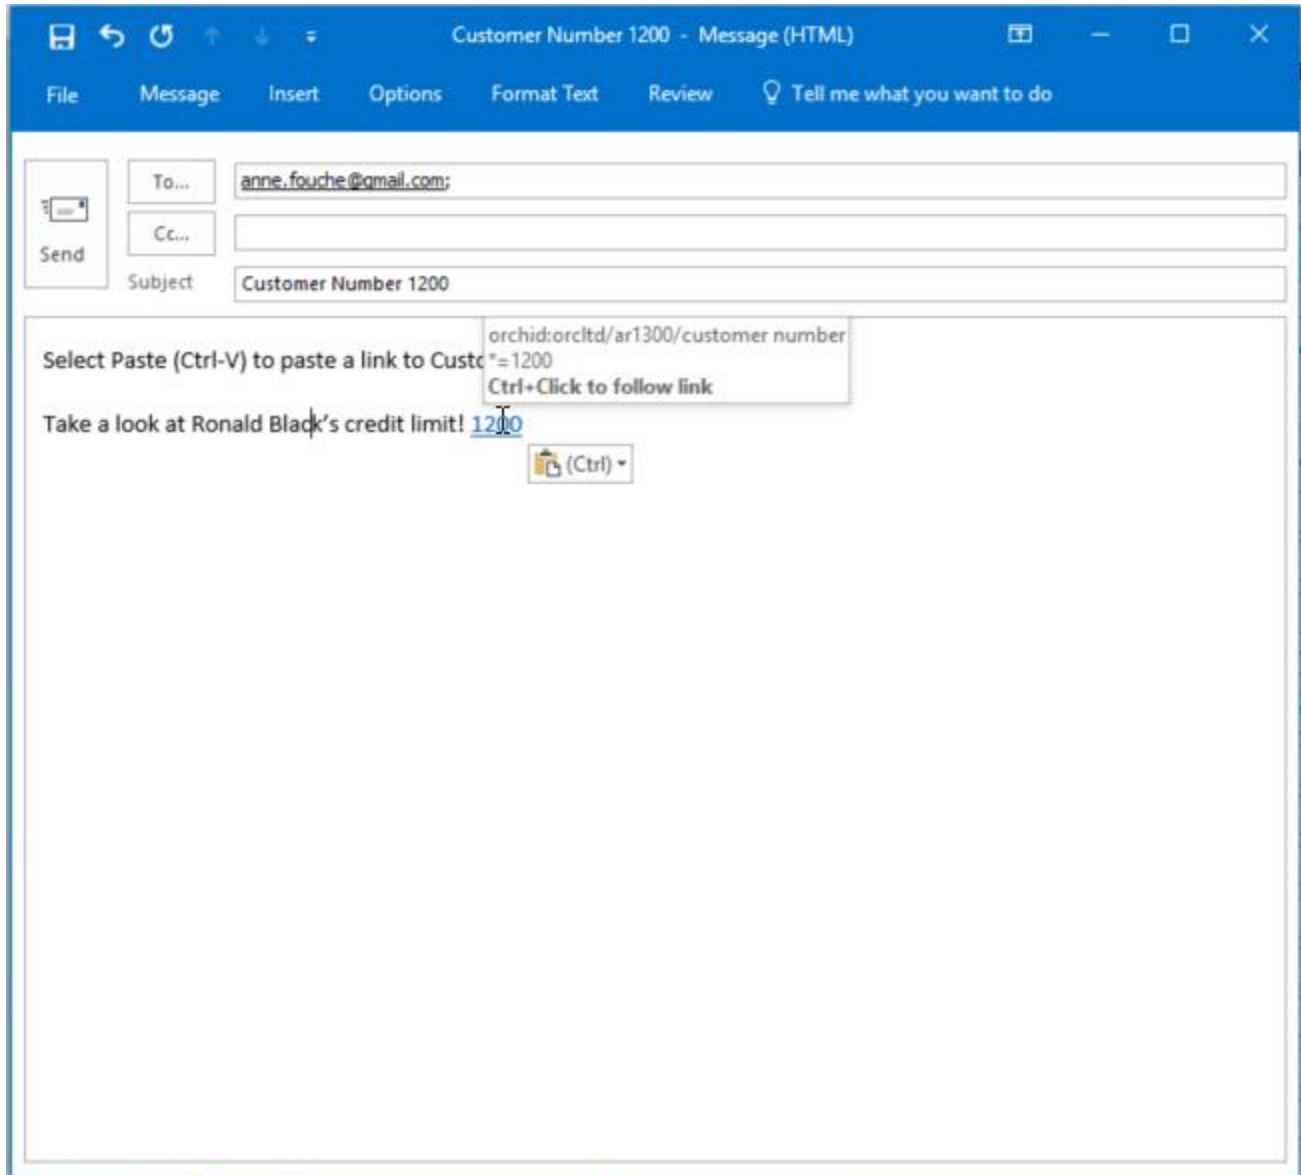 Customer Number 1200 - Message (HTML)
File Message Insert Options Format Text Review Tell me what you want to do
To... anne.fouche@gmail.com;
Cc...
Send
Subject Customer Number 1200
orchid:orcltd/ar1300/customer number
*=1200
Ctrl+Click to follow link
Select Paste (Ctrl-V) to paste a link to Custo
Take a look at Ronald Black's credit limit! 1200
(Ctrl)